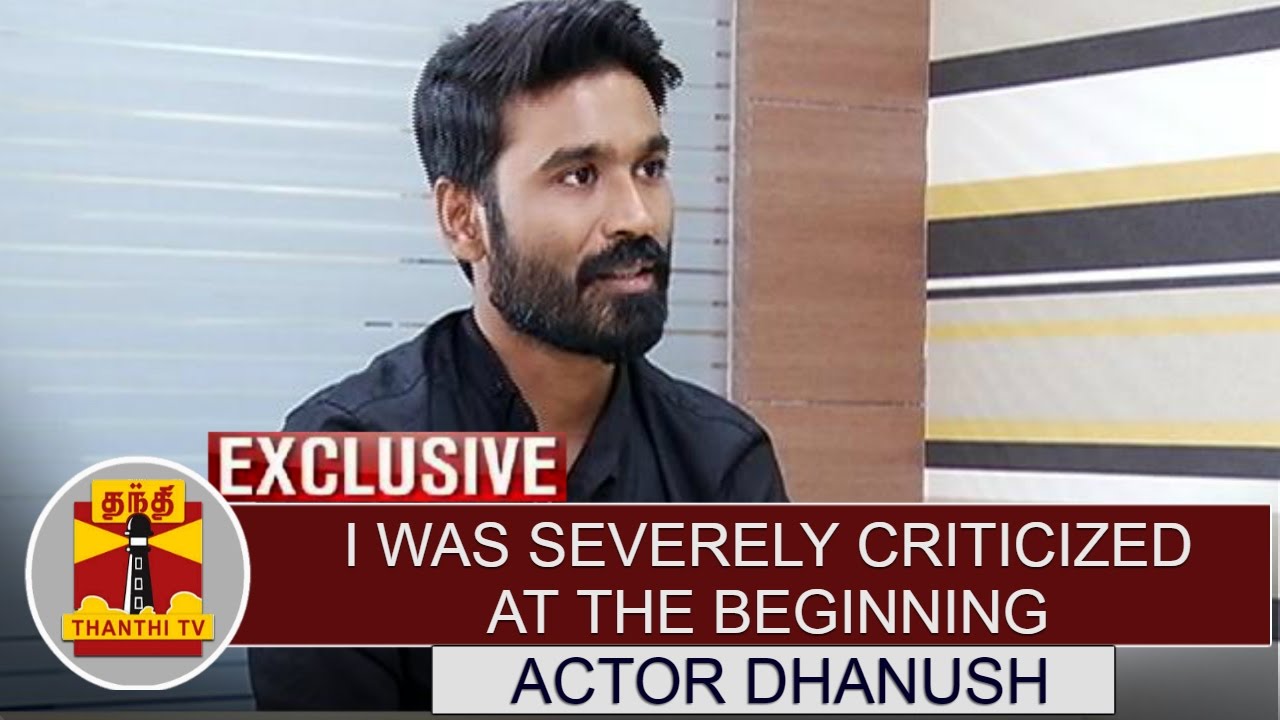 EXCLUSIVE
I WAS SEVERELY CRITICIZED
AT THE BEGINNING
ACTOR DHANUSH
தந்தி
THANTHI TV